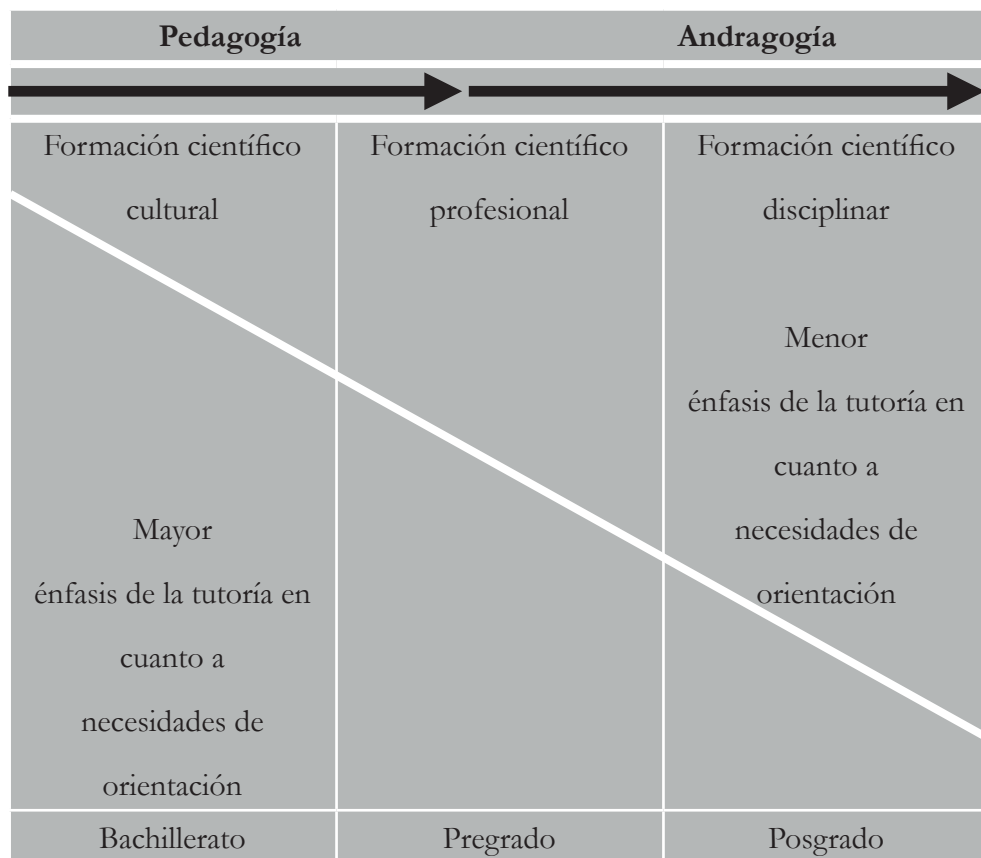 Pedagogía Andragogía
Formación científico
cultural
Formación científico
profesional
Formación científico
disciplinar
Mayor
énfasis de la tutoría en
cuanto a
necesidades de
orientación
Menor
énfasis de la tutoría en
cuanto a
necesidades de
orientación
Bachillerato Pregrado Posgrado